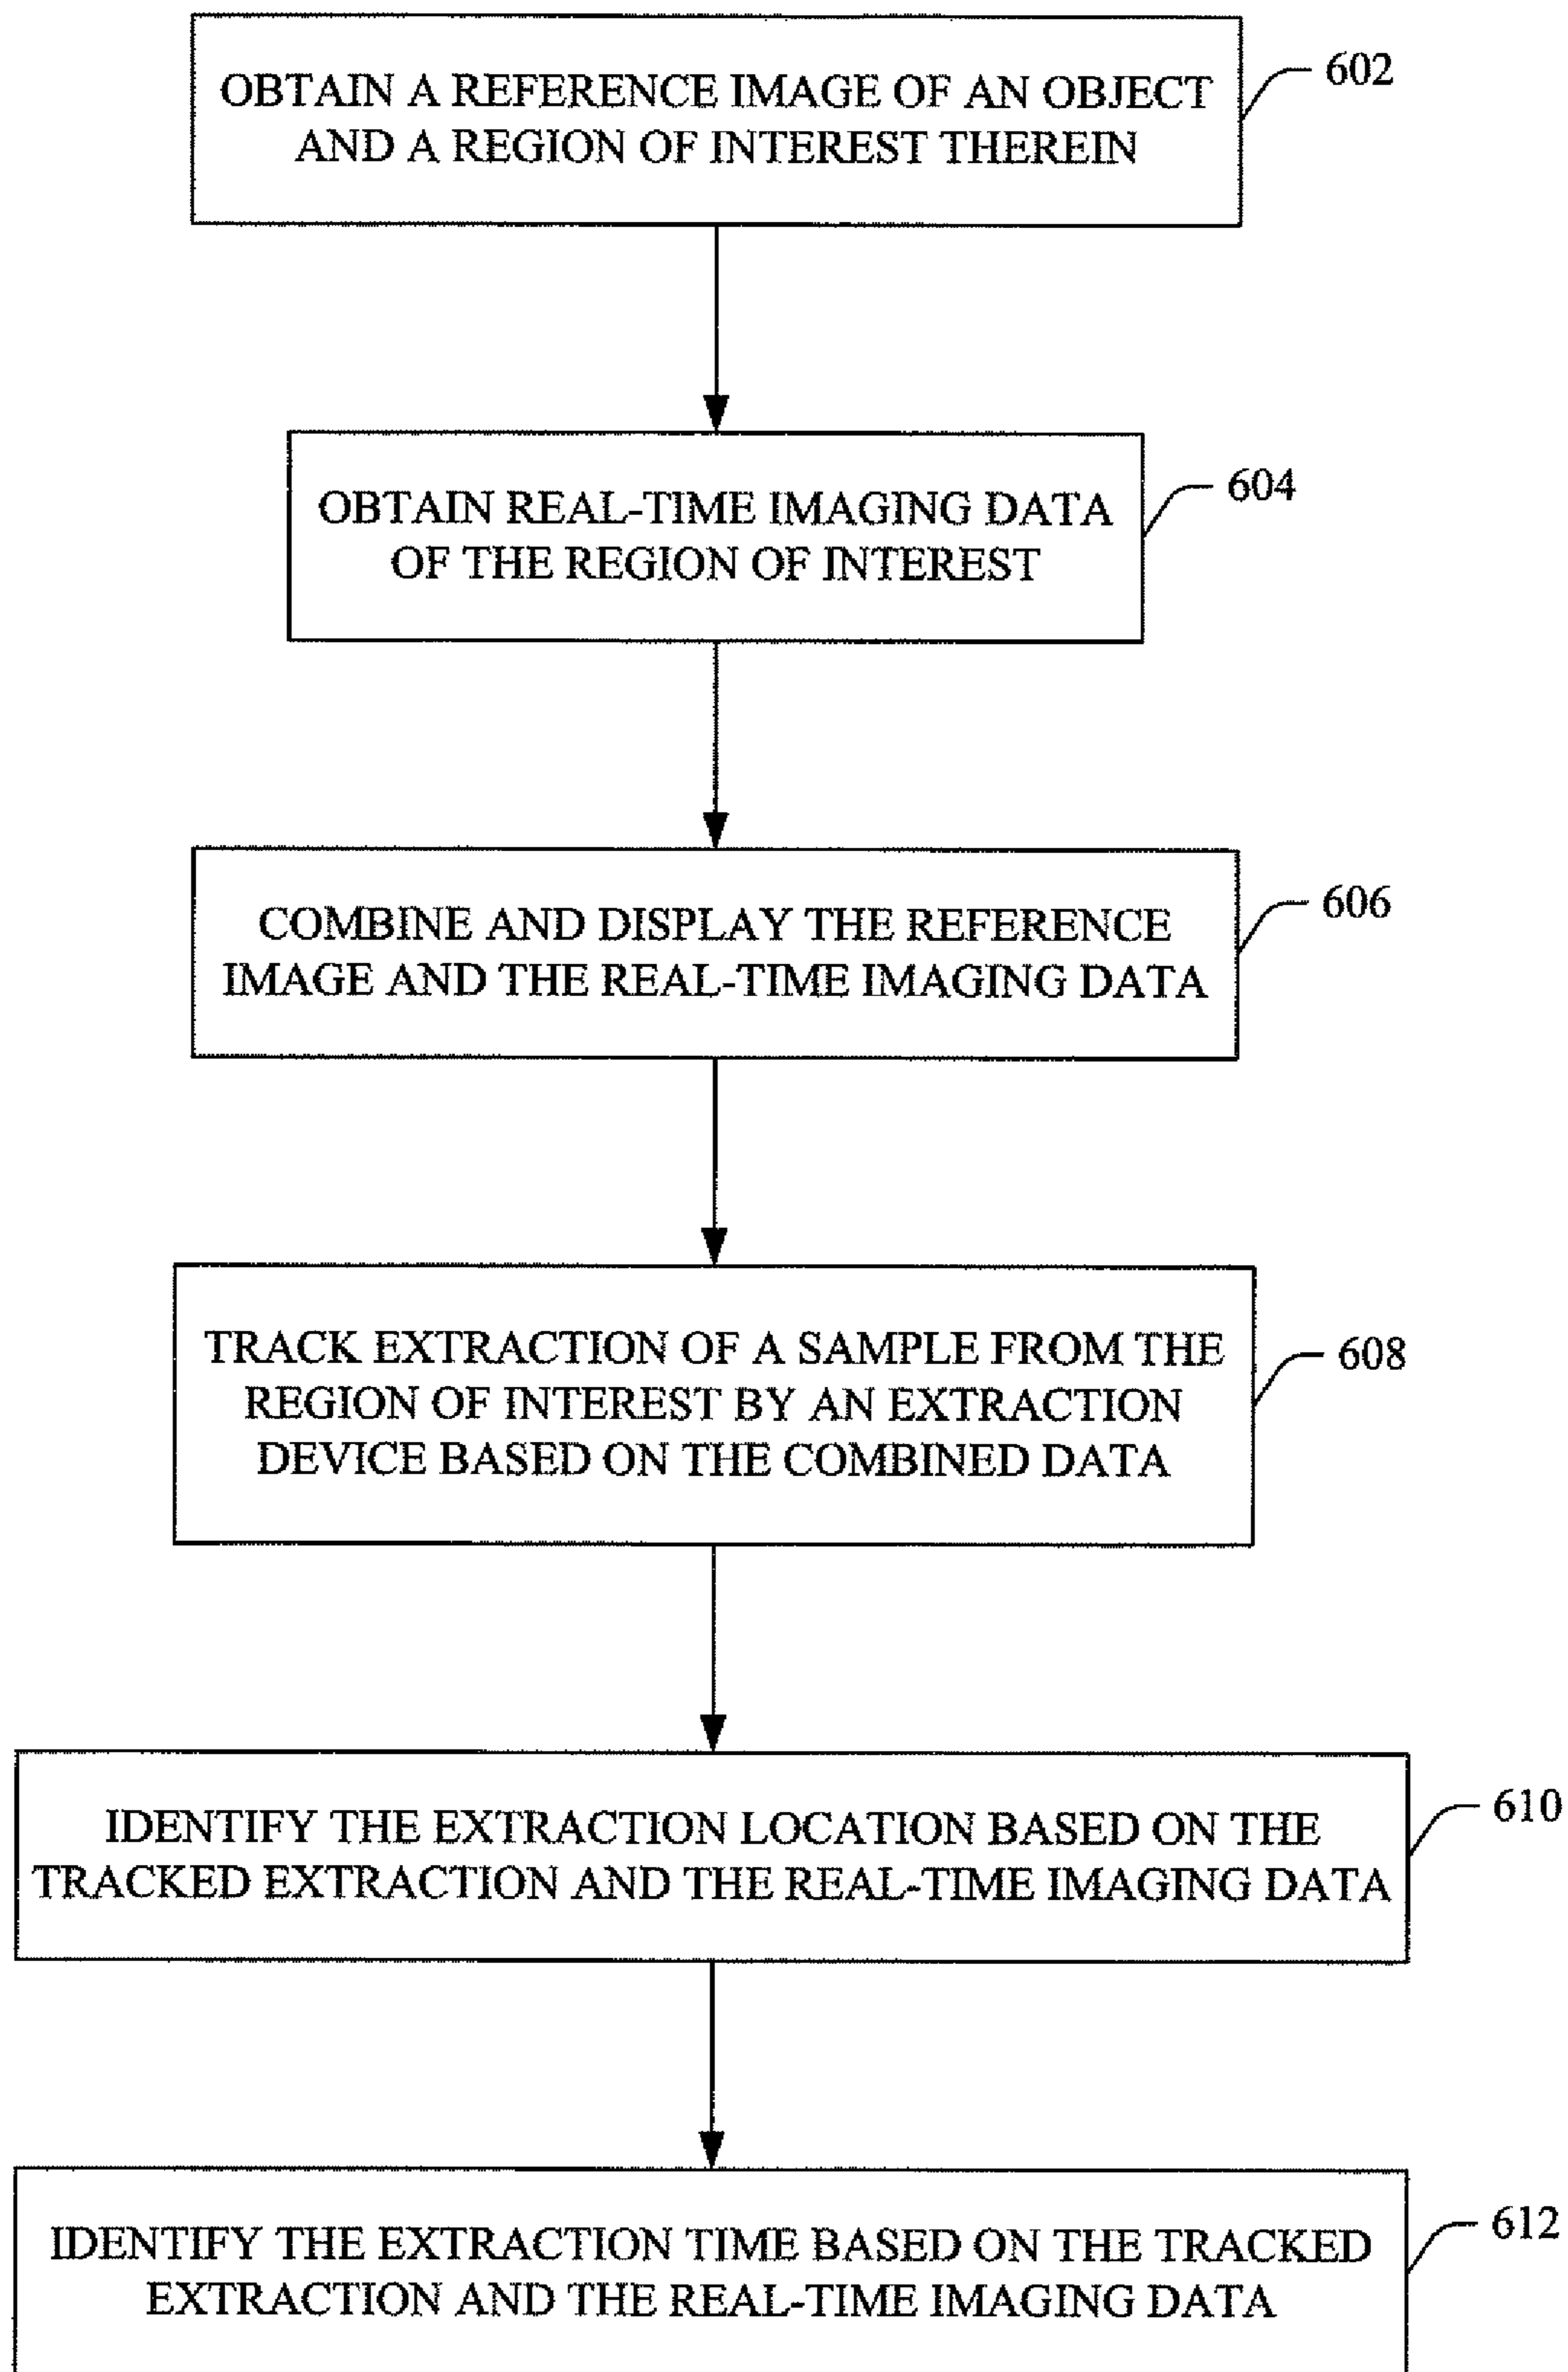 OBTAIN A REFERENCE IMAGE OF AN OBJECT
AND A REGION OF INTEREST THEREIN
602
OBTAIN REAL-TIME IMAGING DATA
OF THE REGION OF INTEREST
604
COMBINE AND DISPLAY THE REFERENCE
IMAGE AND THE REAL-TIME IMAGING DATA
606
TRACK EXTRACTION OF A SAMPLE FROM THE
REGION OF INTEREST BY AN EXTRACTION
DEVICE BASED ON THE COMBINED DATA
608
IDENTIFY THE EXTRACTION LOCATION BASED ON THE
TRACKED EXTRACTION AND THE REAL-TIME IMAGING DATA
610
IDENTIFY THE EXTRACTION TIME BASED ON THE TRACKED
EXTRACTION AND THE REAL-TIME IMAGING DATA
612